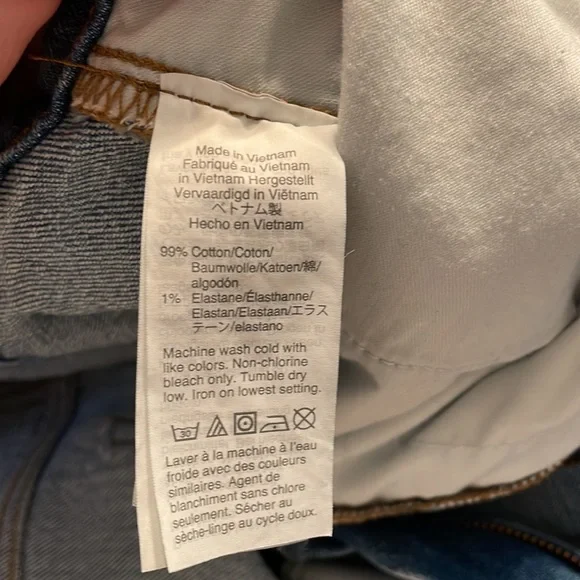 Made in Vietnam
Fabriqué au Vietnam
in Vietnam Hergestellt
Vervaardigd in Viëtnam
ベトナム製
Hecho en Vietnam
99% Cotton/Coton/
Baumwolle/Katoen/綿/
algodón
1% Elastane/Élasthanne/
Elastan/Elastaan/エラス
テーン/elastano
Machine wash cold with
like colors. Non-chlorine
bleach only. Tumble dry
low. Iron on lowest setting.
30
Laver à la machine à l'eau
froide avec des couleurs
similaires. Agent de
blanchiment sans chlore
seulement. Sécher au
sèche-linge au cycle doux.